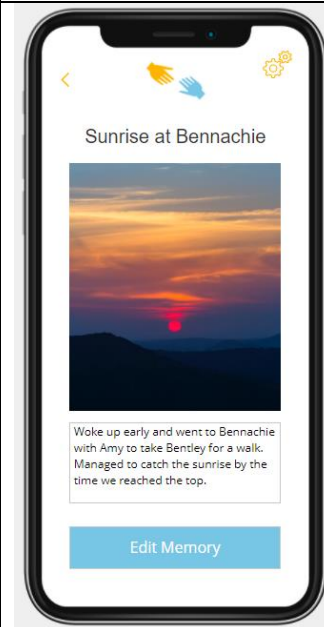 Sunrise at Bennachie
Woke up early and went to Bennachie
with Amy to take Bentley for a walk.
Managed to catch the sunrise by the
time we reached the top.
Edit Memory